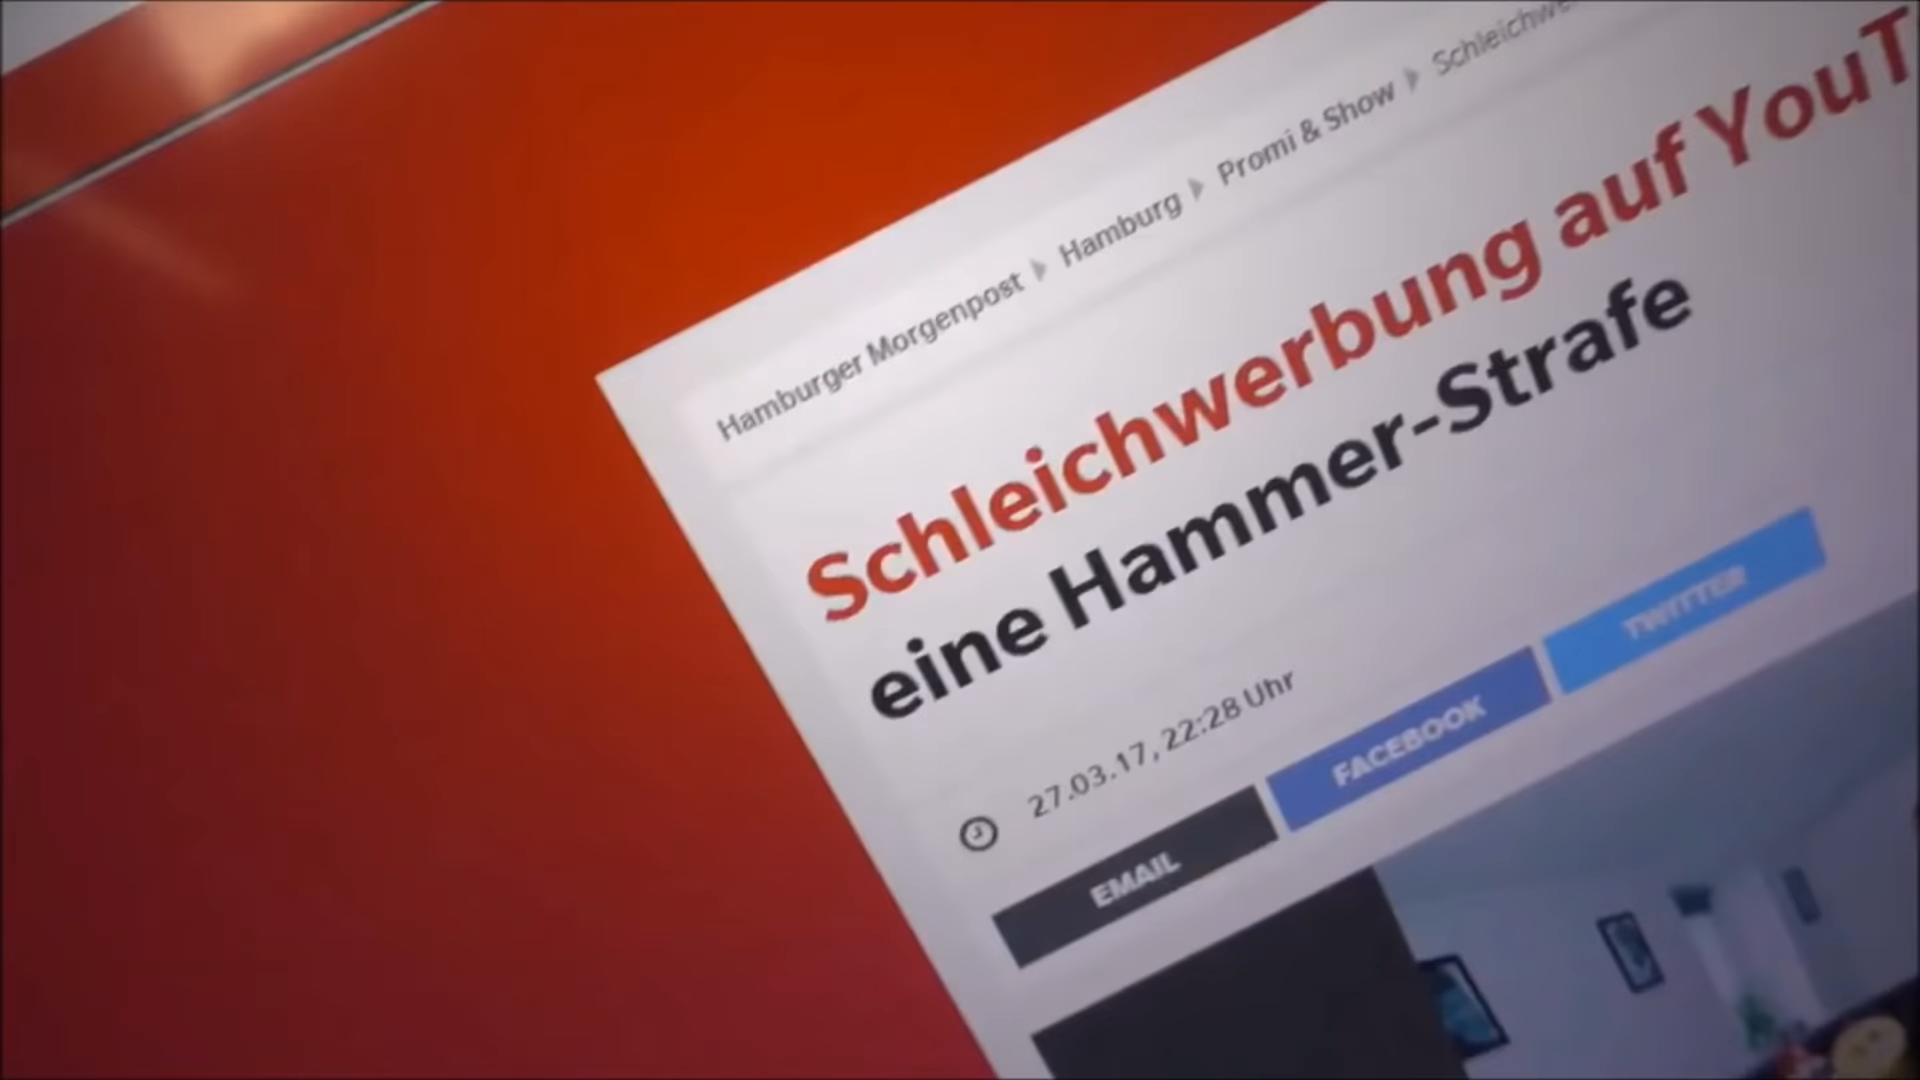 Hamburger Morgenpost Hamburg Promi & Show
Schleichwerbung auf
eine Hammer-Strafe
27.03.17, 22:28 Uhr
EMAIL FACEBOOK TWITTER